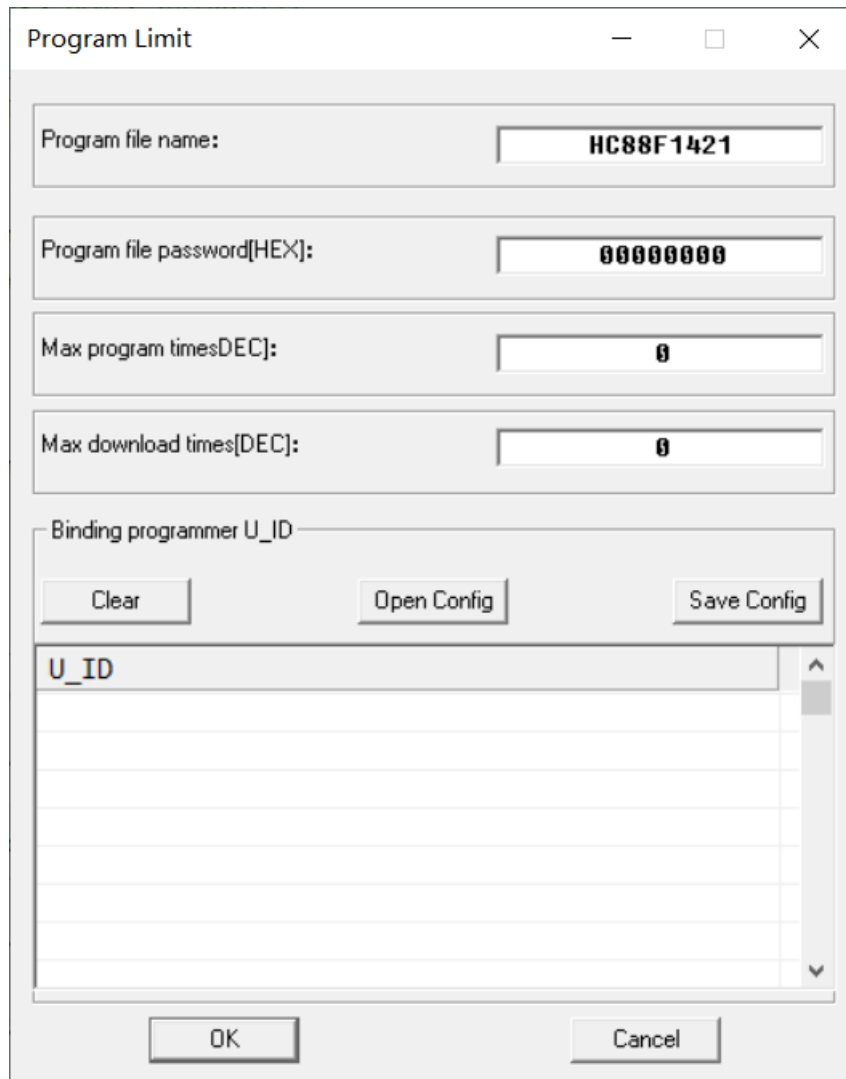 Program Limit
Program file name: HC88F1421
Program file password[HEX]: 00000000
Max program timesDEC]: 0
Max download times[DEC]: 0
Binding programmer U_ID
Clear Open Config Save Config
U_ID
OK Cancel